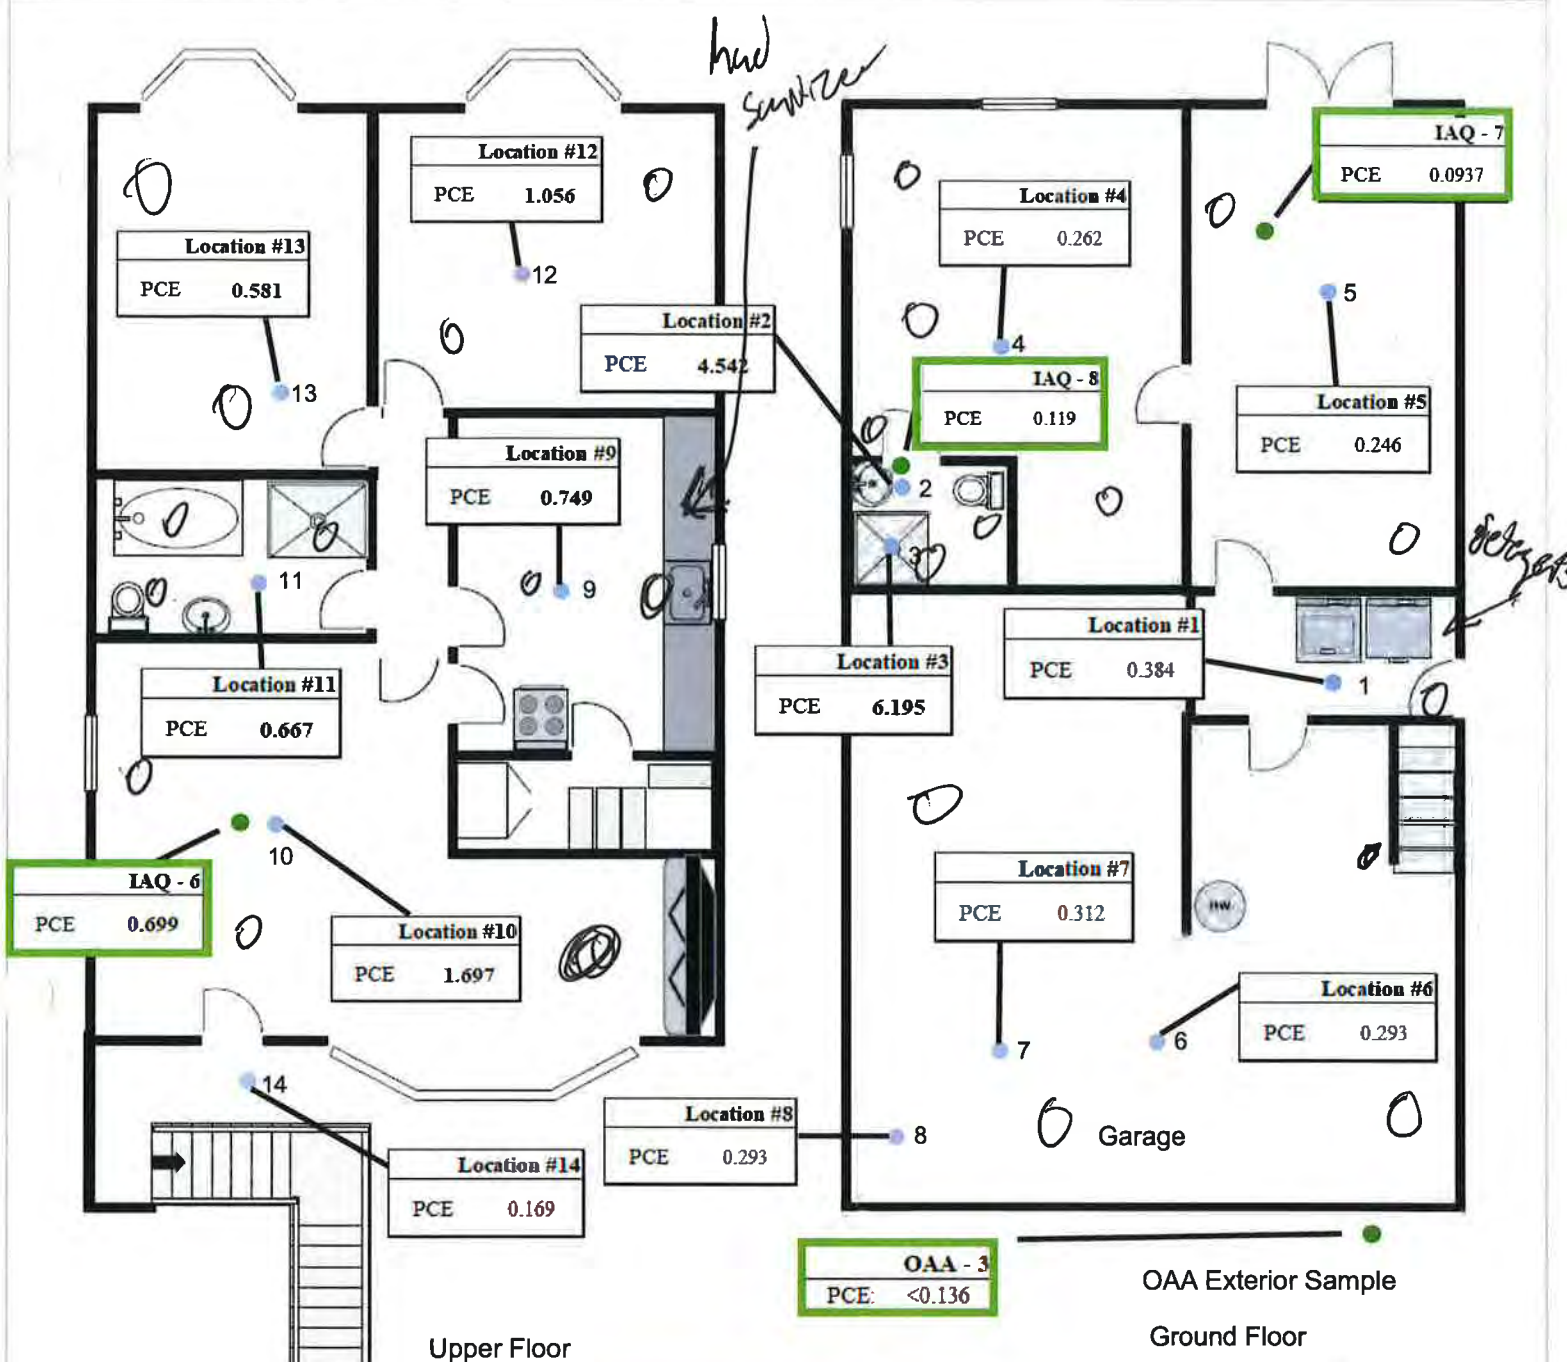 had
Sanitizer
Location #12
PCE 1.056
12
Location #13
PCE 0.581
13
Location #2
PCE 4.542
2
Location #9
PCE 0.749
9
11
Location #11
PCE 0.667
10
IAQ - 6
PCE 0.699
Location #10
PCE 1.697
14
Location #14
PCE 0.169
Upper Floor
IAQ - 7
PCE 0.0937
Location #4
PCE 0.262
4
5
Location #5
PCE 0.246
IAQ - 8
PCE 0.119
3
Location #3
PCE 6.195
Location #1
PCE 0.384
1
Location #7
PCE 0.312
7
HW
Location #6
PCE 0.293
6
Location #8
PCE 0.293
8
Garage
OAA - 3
PCE: <0.136
OAA Exterior Sample
Ground Floor